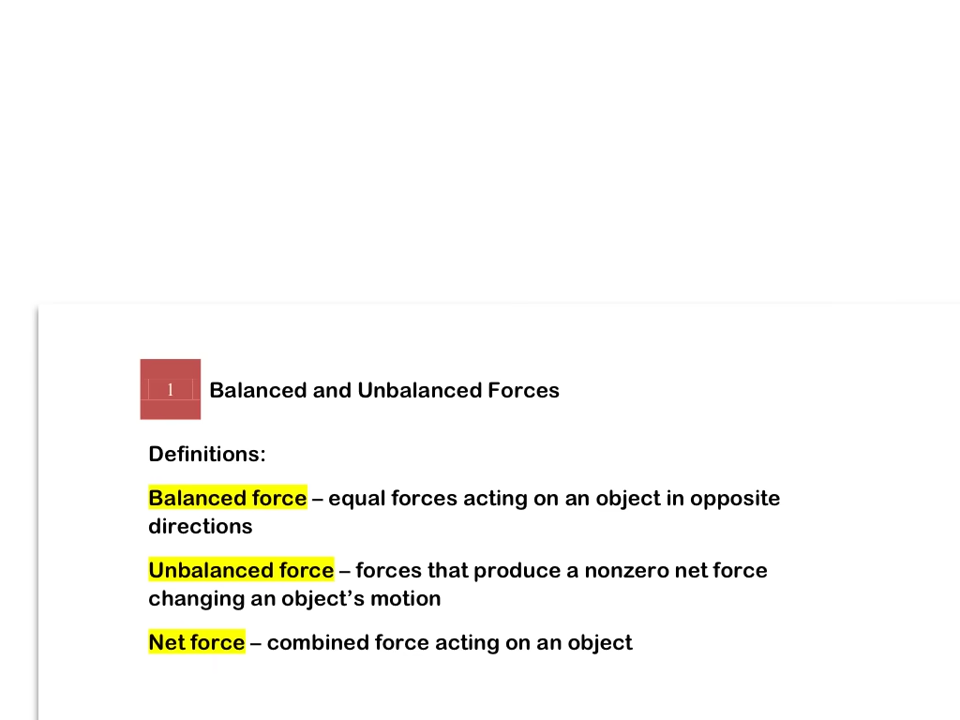 1 Balanced and Unbalanced Forces
Definitions:
Balanced force – equal forces acting on an object in opposite
directions
Unbalanced force – forces that produce a nonzero net force
changing an object’s motion
Net force – combined force acting on an object